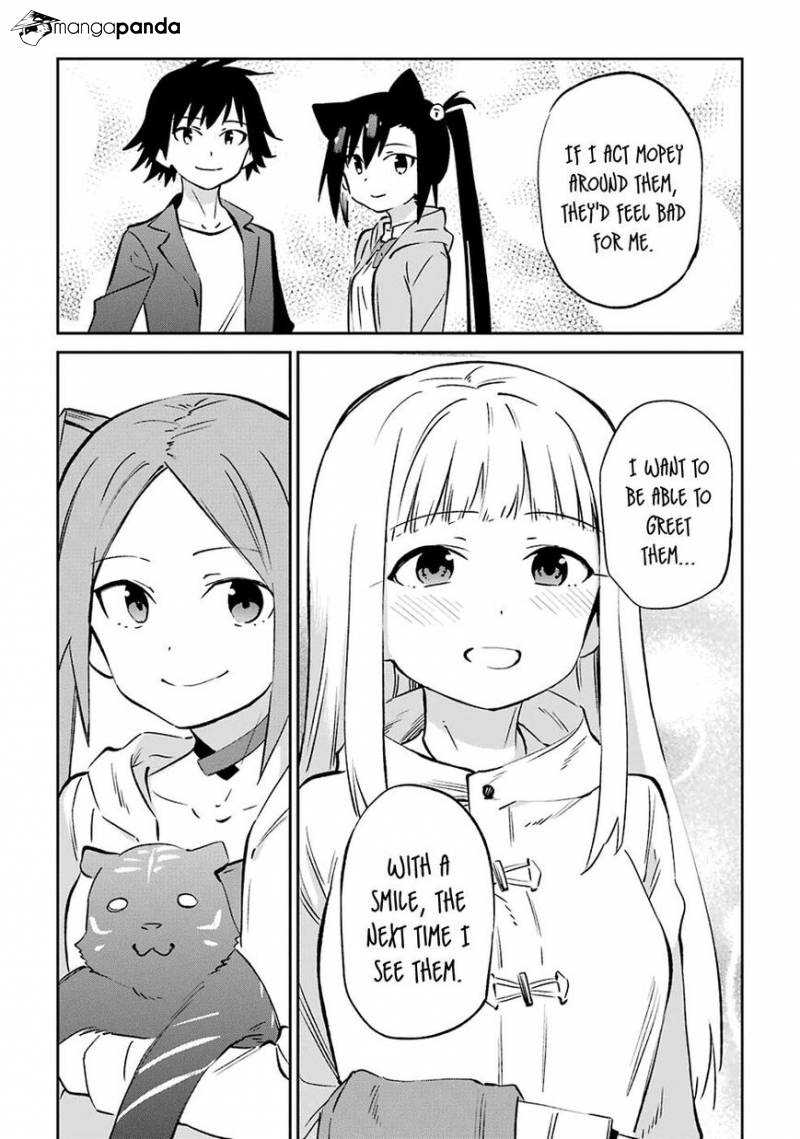 mangapanda
IF I ACT MOPEY
AROUND THEM,
THEY'D FEEL BAD
FOR ME.
I WANT TO
BE ABLE TO
GREET
THEM...
WITH A
SMILE, THE
NEXT TIME I
SEE THEM.